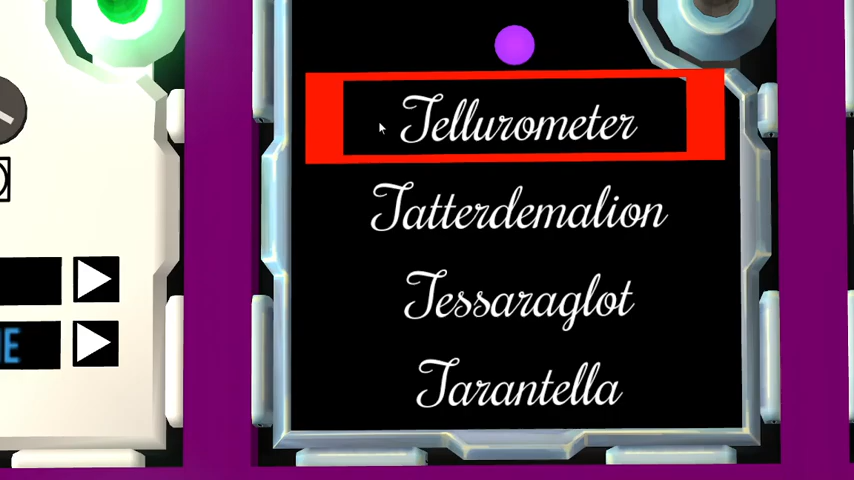 Tellurometer
Tatterdemalion
Tessaraglot
E
Tarantella